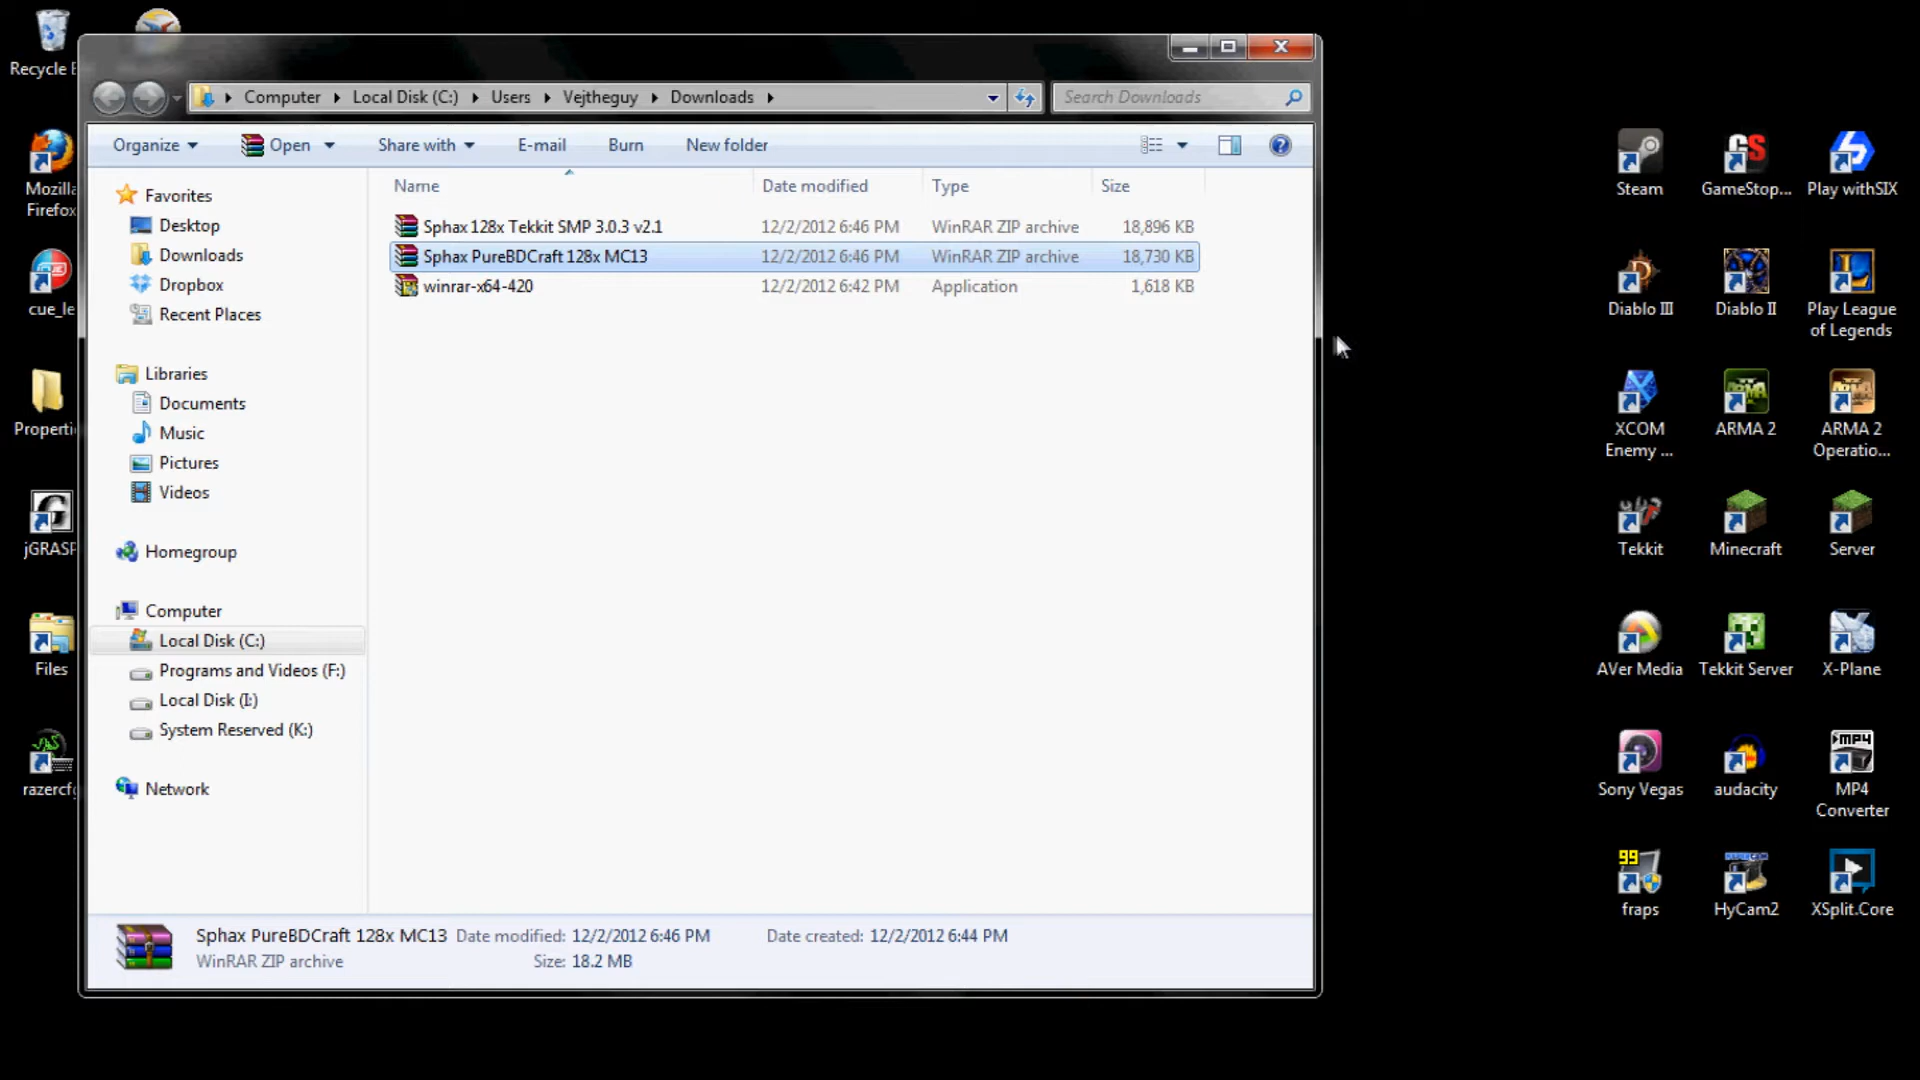 Recycle B
Computer Local Disk (C:) Users Vejtheguy Downloads
Search Downloads
Organize Open Share with E-mail Burn New folder
Name Date modified Type Size
Sphax 128x Tekkit SMP 3.0.3 v2.1 12/2/2012 6:46 PM WinRAR ZIP archive 18,896 KB
Sphax PureBDCraft 128x MC13 12/2/2012 6:46 PM WinRAR ZIP archive 18,730 KB
winrar-x64-420 12/2/2012 6:42 PM Application 1,618 KB
Favorites
Desktop
Downloads
Dropbox
Recent Places
Libraries
Documents
Music
Pictures
Videos
Homegroup
Computer
Local Disk (C:)
Programs and Videos (F:)
Local Disk (I:)
System Reserved (K:)
Network
Sphax PureBDCraft 128x MC13 Date modified: 12/2/2012 6:46 PM Date created: 12/2/2012 6:44 PM
WinRAR ZIP archive Size: 18.2 MB
Mozilla
Firefox
cue_le
Properti
jGRASP
Files
razercfg
Steam GameStop... Play withSIX
Diablo III Diablo II Play League
of Legends
XCOM
Enemy ...
ARMA 2
ARMA 2
Operatio...
Tekkit Minecraft Server
AVer Media Tekkit Server X-Plane
Sony Vegas audacity MP4
Converter
99
fraps HyCam2 XSplit.Core